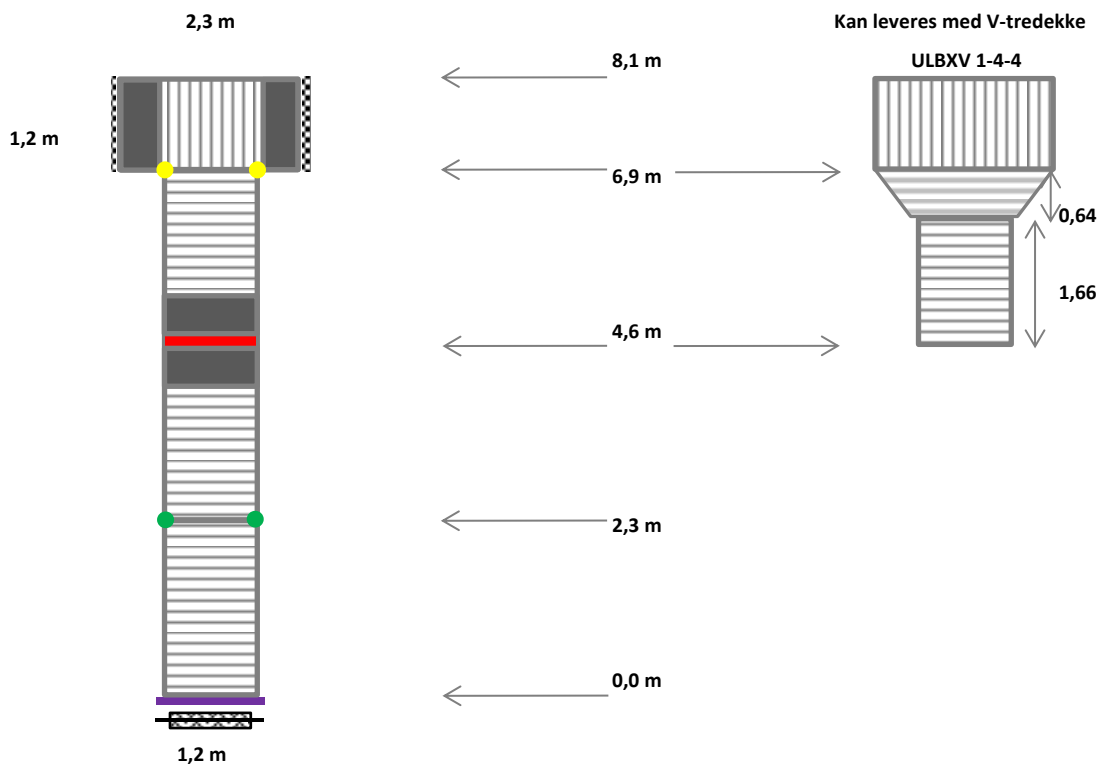 2,3 m
Kan leveres med V-tredekke
ULBXV 1-4-4
8,1 m
1,2 m
6,9 m
0,64
1,66
4,6 m
2,3 m
0,0 m
1,2 m